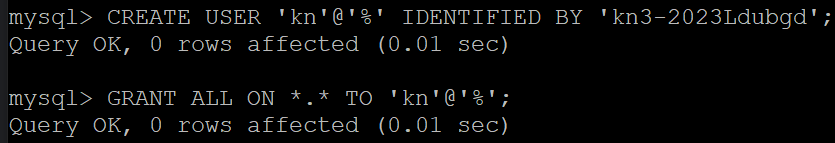 mysql> CREATE USER 'kn'@'%' IDENTIFIED BY 'kn3-2023Ldubgd';
Query OK, 0 rows affected (0.01 sec)
mysql> GRANT ALL ON *.* TO 'kn'@'%';
Query OK, 0 rows affected (0.01 sec)